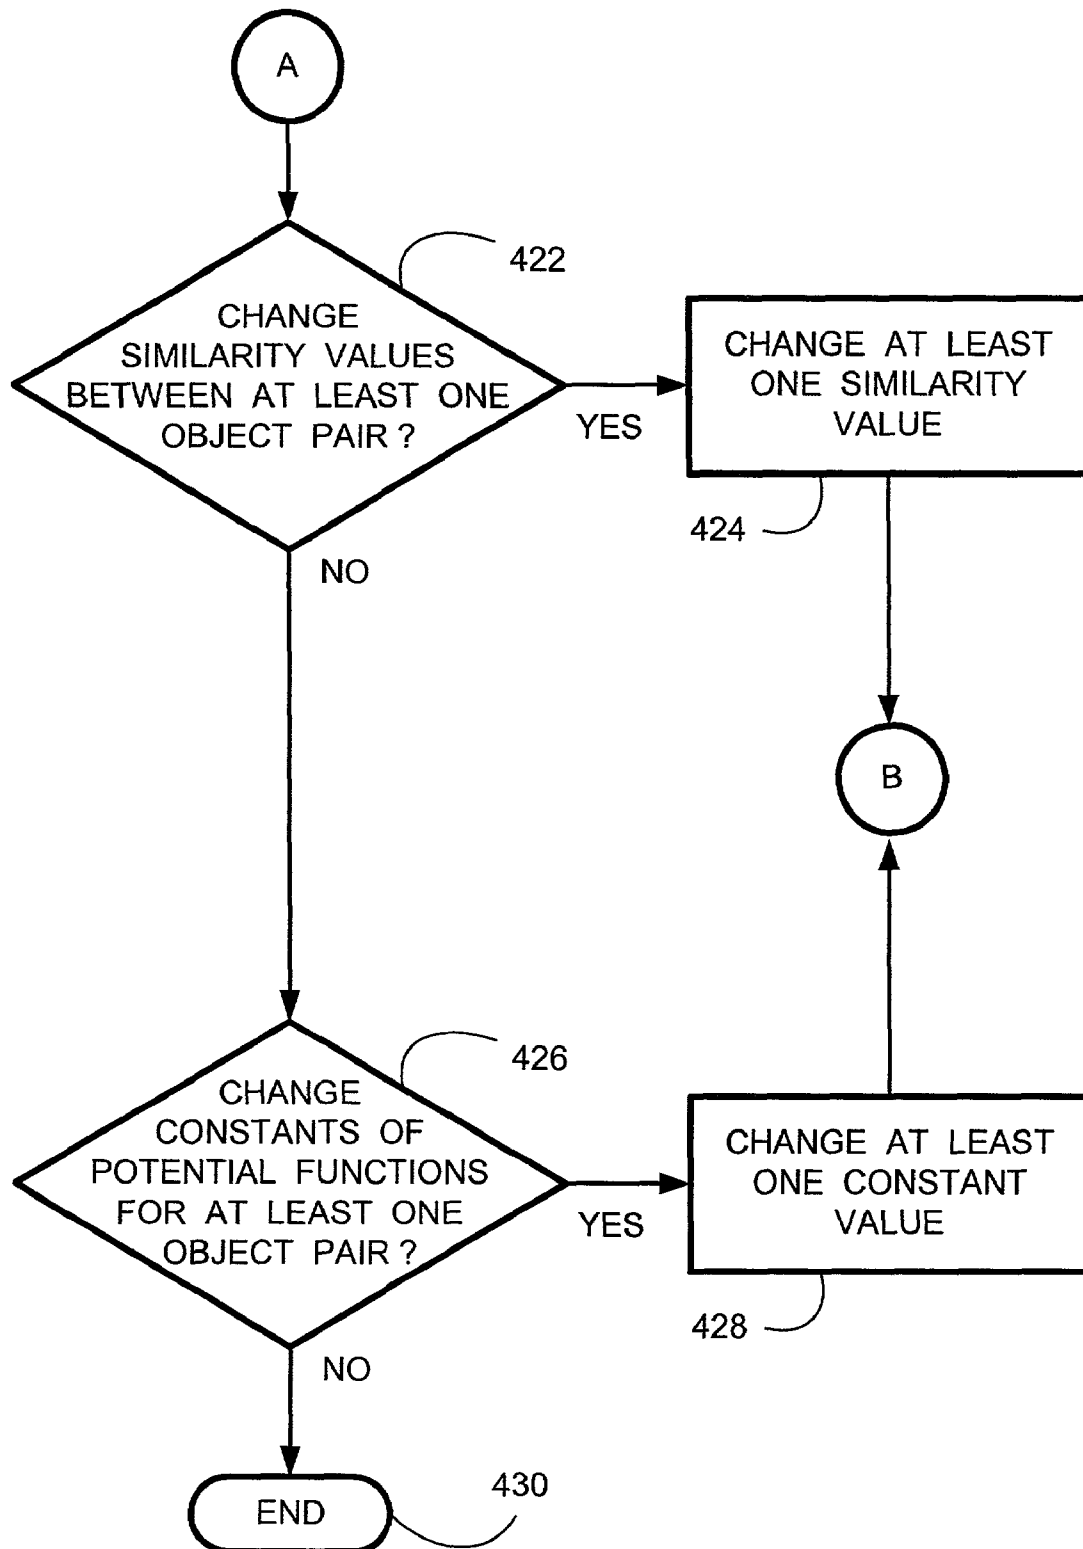 A
422
CHANGE
SIMILARITY VALUES
BETWEEN AT LEAST ONE
OBJECT PAIR ?
YES
CHANGE AT LEAST
ONE SIMILARITY
VALUE
424
NO
B
426
CHANGE
CONSTANTS OF
POTENTIAL FUNCTIONS
FOR AT LEAST ONE
OBJECT PAIR ?
YES
CHANGE AT LEAST
ONE CONSTANT
VALUE
428
NO
END
430